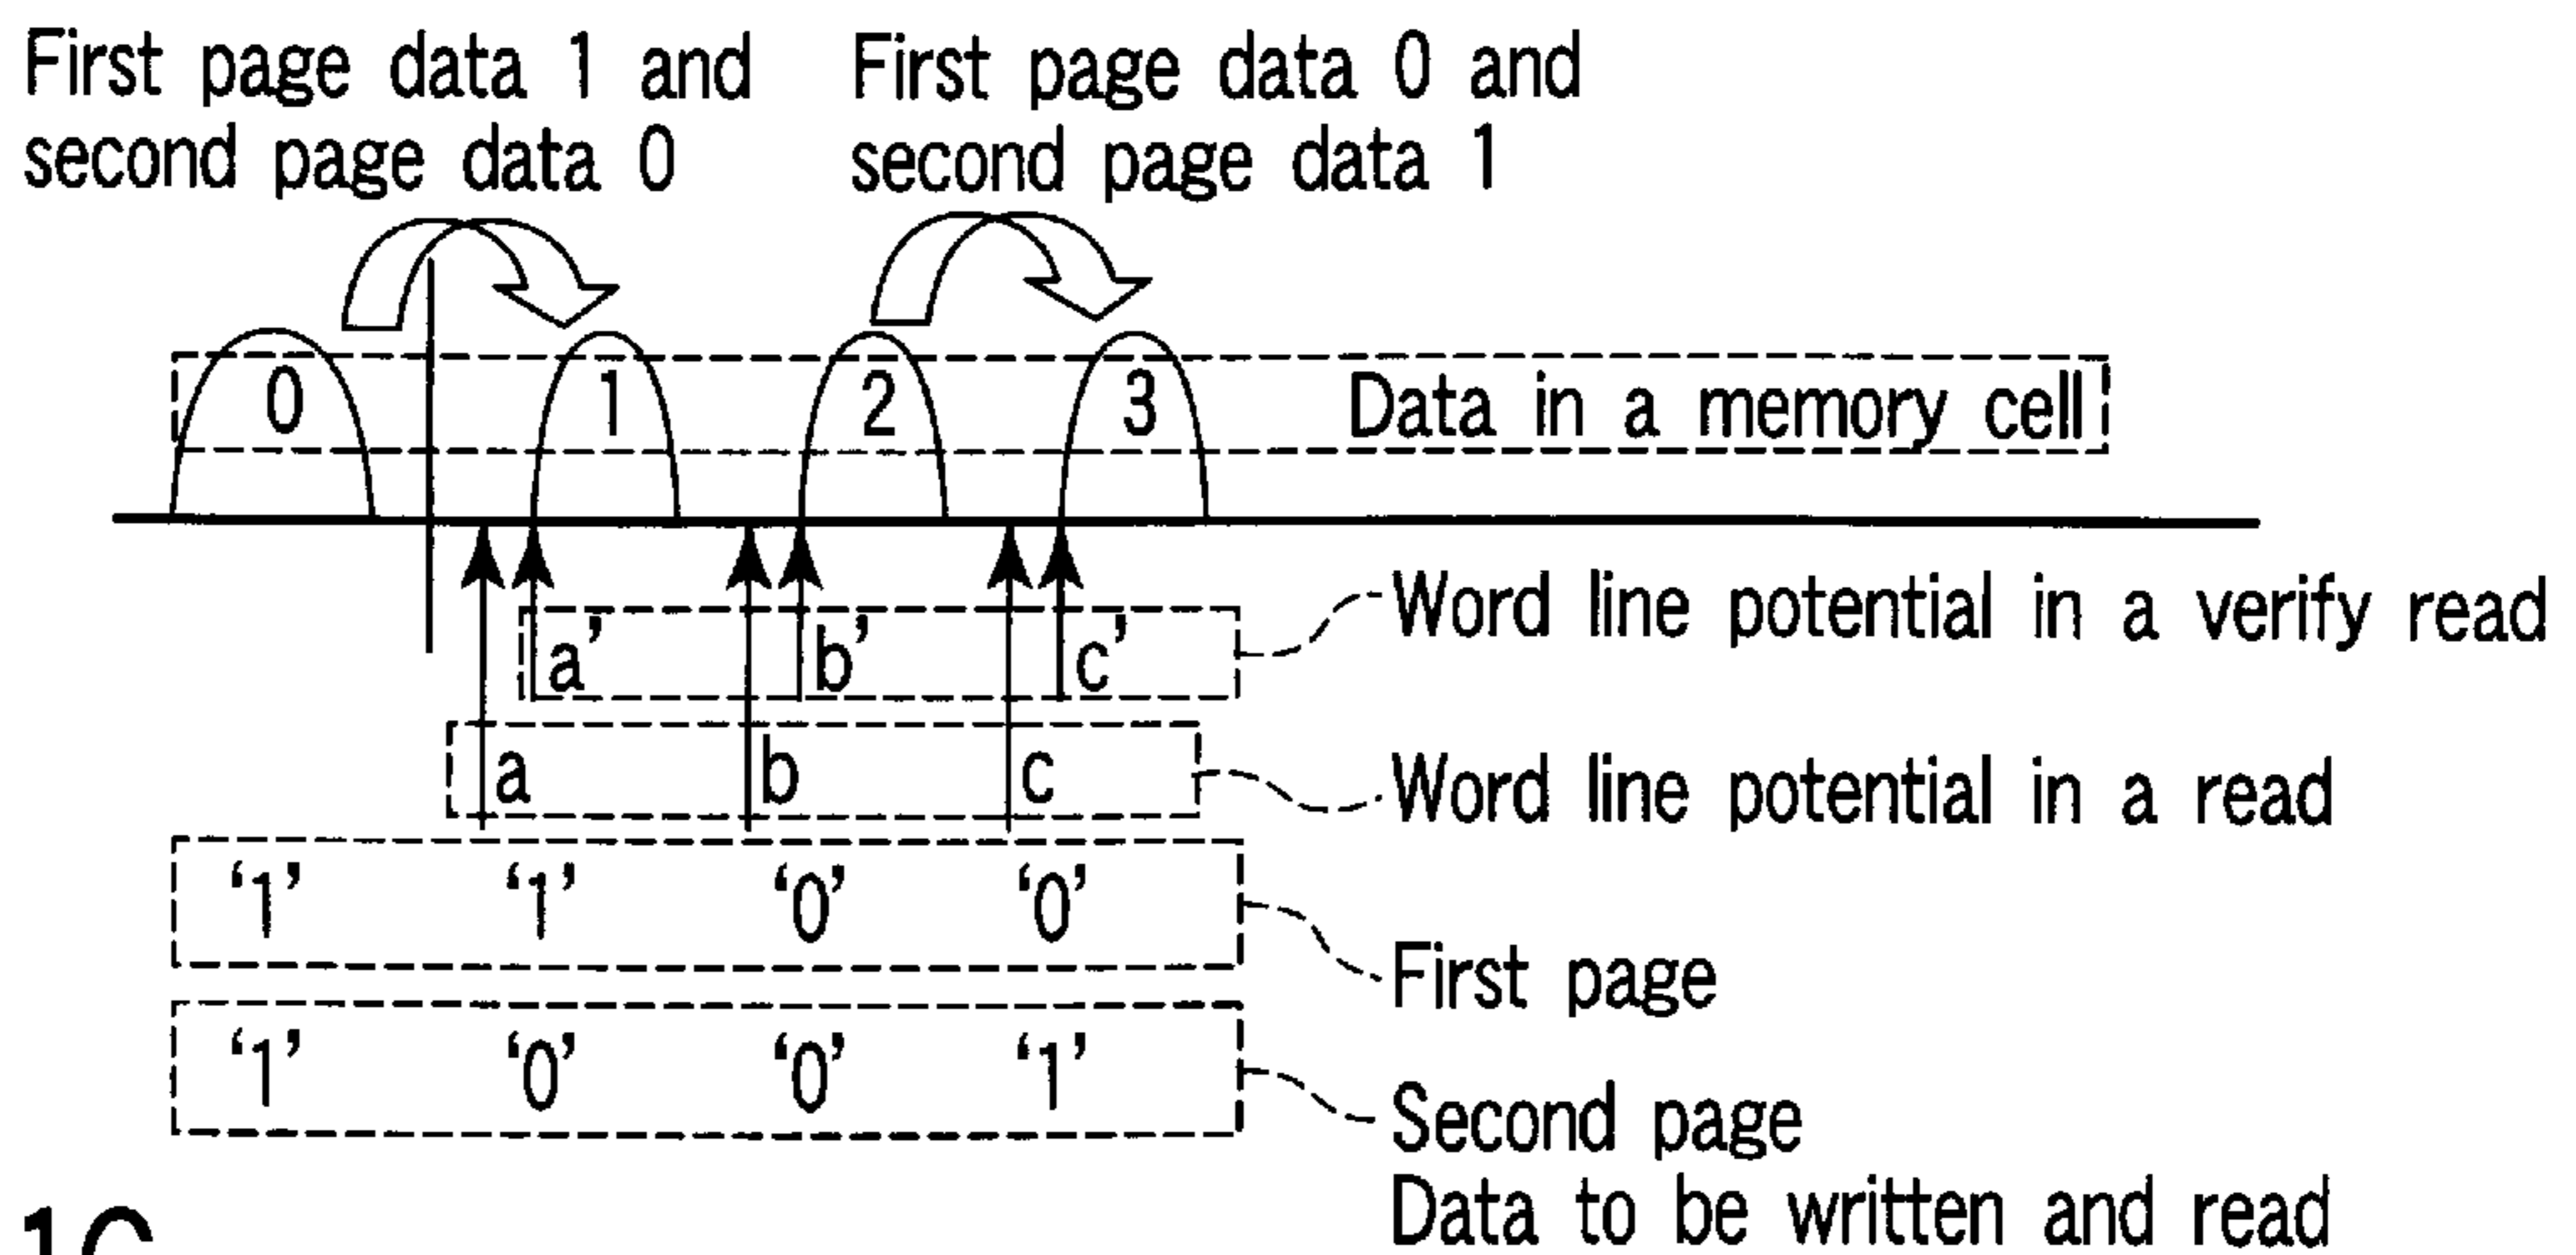 First page data 1 and
second page data 0
First page data 0 and
second page data 1
0 1 2 3 Data in a memory cell
a’ b’ c’ Word line potential in a verify read
a b c Word line potential in a read
‘1’ ‘1’ ‘0’ ‘0’
First page
‘1’ ‘0’ ‘0’ ‘1’
Second page
Data to be written and read